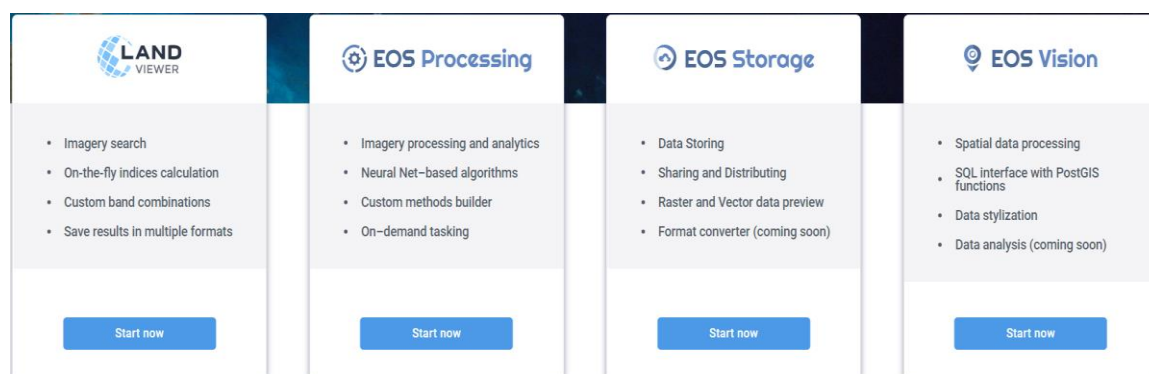 LAND
VIEWER
Imagery search
On-the-fly indices calculation
Custom band combinations
Save results in multiple formats
Start now
EOS Processing
Imagery processing and analytics
Neural Net-based algorithms
Custom methods builder
On-demand tasking
Start now
EOS Storage
Data Storing
Sharing and Distributing
Raster and Vector data preview
Format converter (coming soon)
Start now
EOS Vision
Spatial data processing
SQL interface with PostGIS
functions
Data stylization
Data analysis (coming soon)
Start now